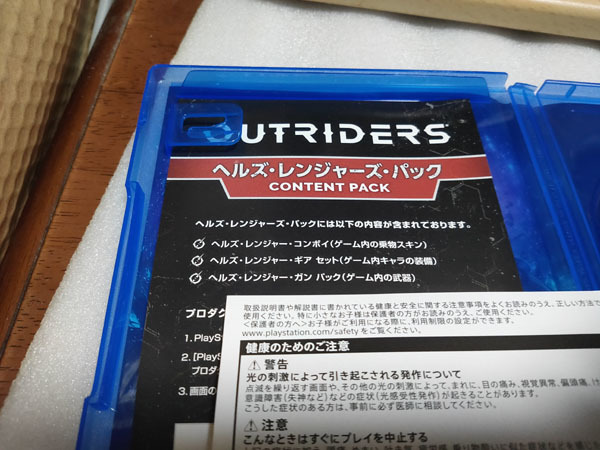 OUTRIDERS
ヘルズ・レンジャーズ・パック
CONTENT PACK
ヘルズ・レンジャーズ・パックには以下の内容が含まれております。
ヘルズ・レンジャー・コンボイ(ゲーム内の乗物スキン)
ヘルズ・レンジャー・ギア セット(ゲーム内キャラの装備)
ヘルズ・レンジャー・ガン パック(ゲーム内の武器)
プロダク
1. PlayS
2. [PlayS
プロダ
3. 画面の
取扱説明書や解説書に書かれている健康と安全に関する注意事項をよくお読みのうえ、正しい方法で
使用ください。特に小さなお子様は保護者の方がお読みのうえ、ご使用ください。
<保護者の方へ>お子様がご利用になる際に、利用制限の設定ができます。
www.playstation.com/safety をご覧ください。
健康のためのご注意
⚠警告
光の刺激によって引き起こされる発作について
点滅を繰り返す画面や、その他の光の刺激によって、まれに、目の痛み、視覚異常、偏頭痛、け
意識障害(失神など)などの症状(光感受性発作)が起きることがあります。
こうした症状のある方は、事前に必ず医師に相談してください。
⚠注意
こんなときはすぐにプレイを中止する